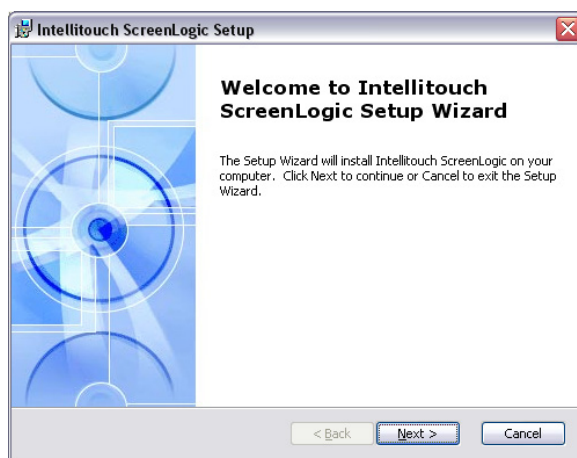 Intellitouch ScreenLogic Setup
Welcome to Intellitouch
ScreenLogic Setup Wizard
The Setup Wizard will install Intellitouch ScreenLogic on your
computer.  Click Next to continue or Cancel to exit the Setup
Wizard.
< Back Next > Cancel